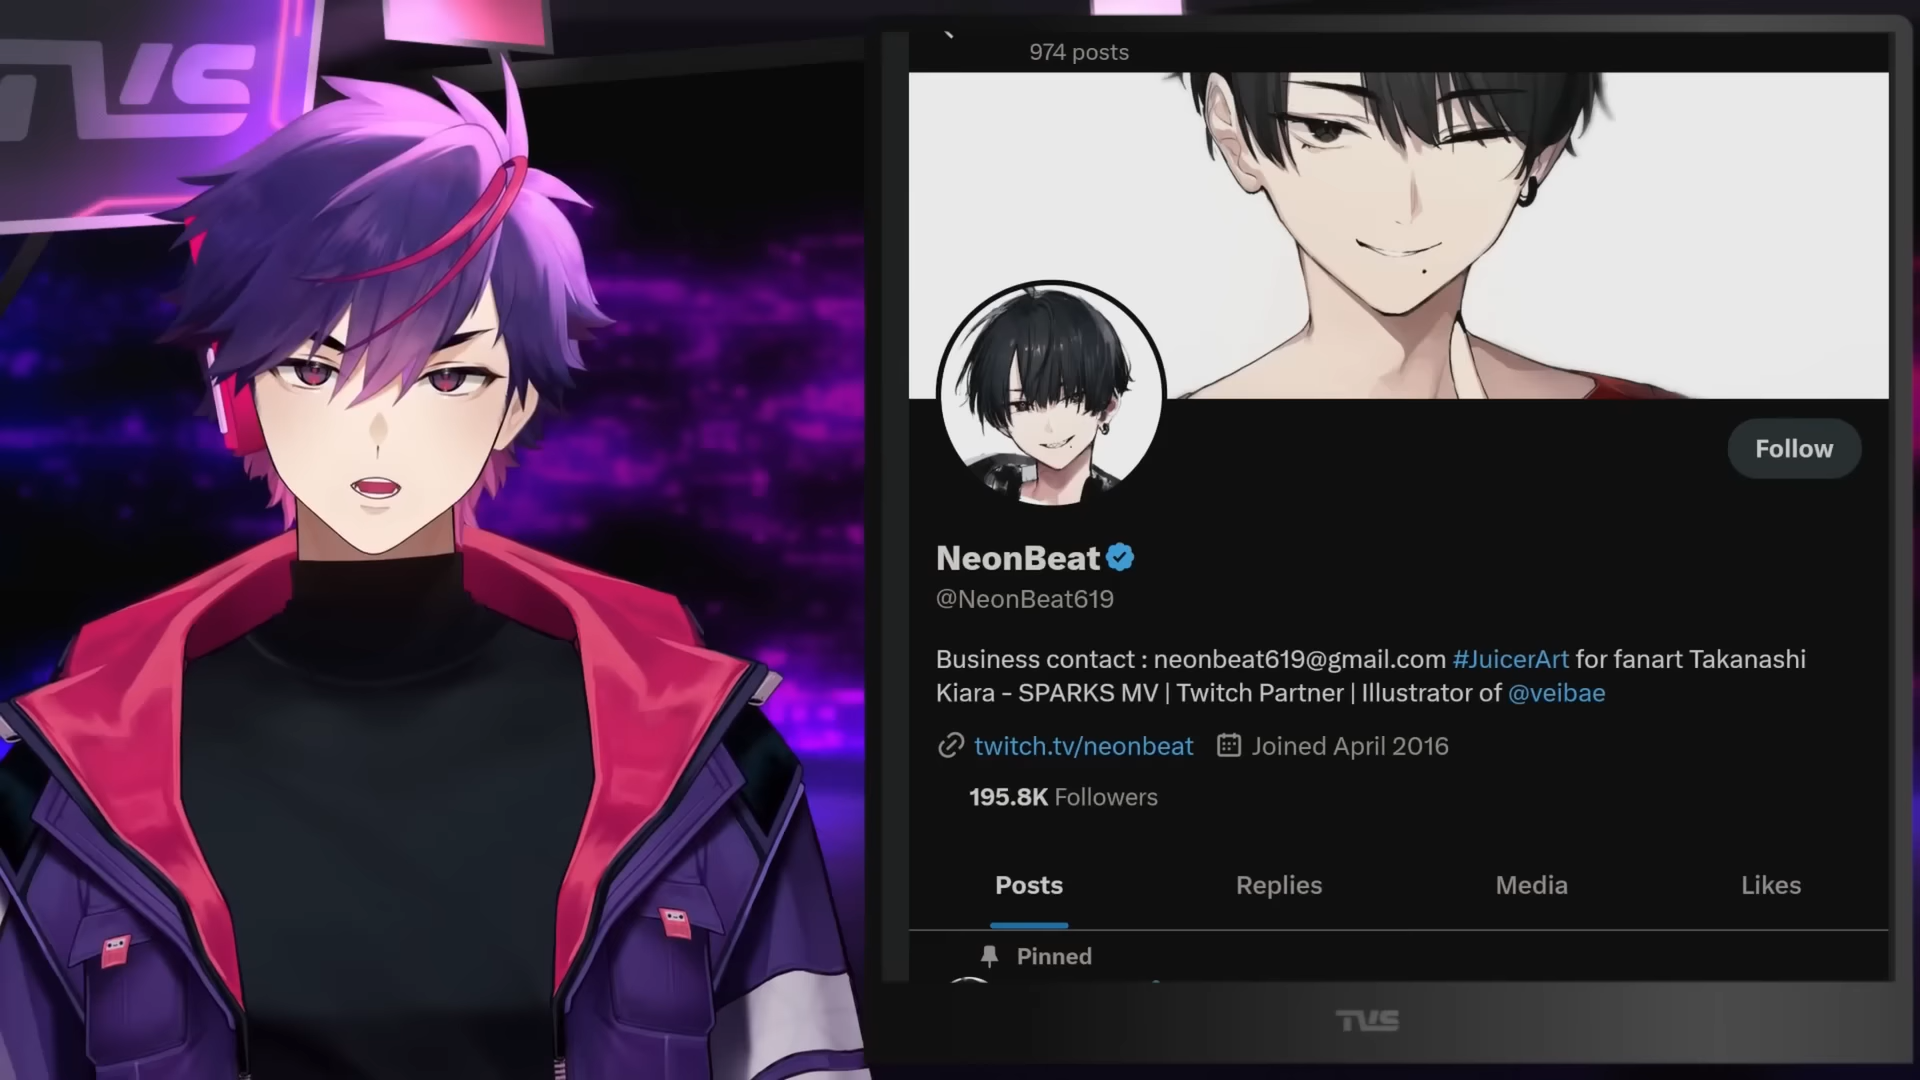 TVS
974 posts
Follow
NeonBeat
@NeonBeat619
Business contact : neonbeat619@gmail.com #JuicerArt for fanart Takanashi
Kiara - SPARKS MV | Twitch Partner | Illustrator of @veibae
twitch.tv/neonbeat Joined April 2016
195.8K Followers
Posts Replies Media Likes
Pinned
TVS